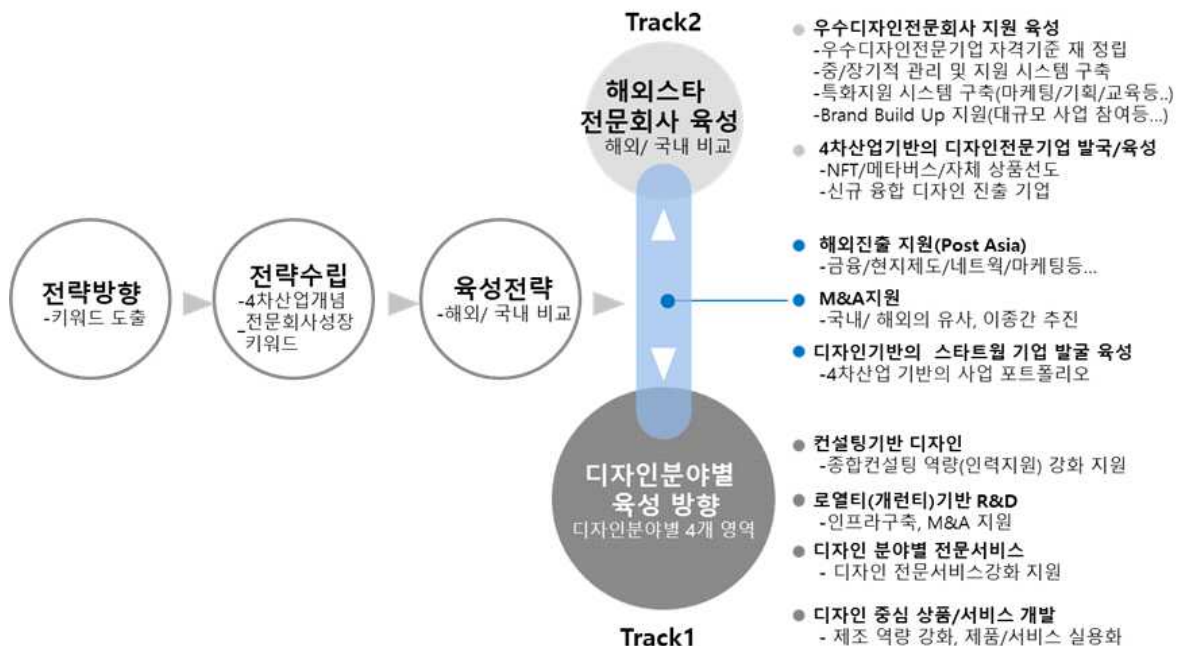 Track2
해외스타
전문회사 육성
해외/ 국내 비교
전략방향
-키워드 도출
전략수립
-4차산업개념
_전문회사성장
키워드
육성전략
-해외/ 국내 비교
디자인분야별
육성 방향
디자인분야별 4개 영역
Track1
우수디자인전문회사 지원 육성
-우수디자인전문기업 자격기준 재 정립
-중/장기적 관리 및 지원 시스템 구축
-특화지원 시스템 구축(마케팅/기획/교육등..)
-Brand Build Up 지원(대규모 사업 참여등...)
4차산업기반의 디자인전문기업 발국/육성
-NFT/메타버스/자체 상품선도
-신규 융합 디자인 진출 기업
해외진출 지원(Post Asia)
-금융/현지제도/네트웍/마케팅등...
M&A지원
-국내/ 해외의 유사, 이종간 추진
디자인기반의 스타트월 기업 발굴 육성
-4차산업 기반의 사업 포트폴리오
컨설팅기반 디자인
-종합컨설팅 역량(인력지원) 강화 지원
로열티(개런티)기반 R&D
-인프라구축, M&A 지원
디자인 분야별 전문서비스
- 디자인 전문서비스강화 지원
디자인 중심 상품/서비스 개발
- 제조 역량 강화, 제품/서비스 실용화